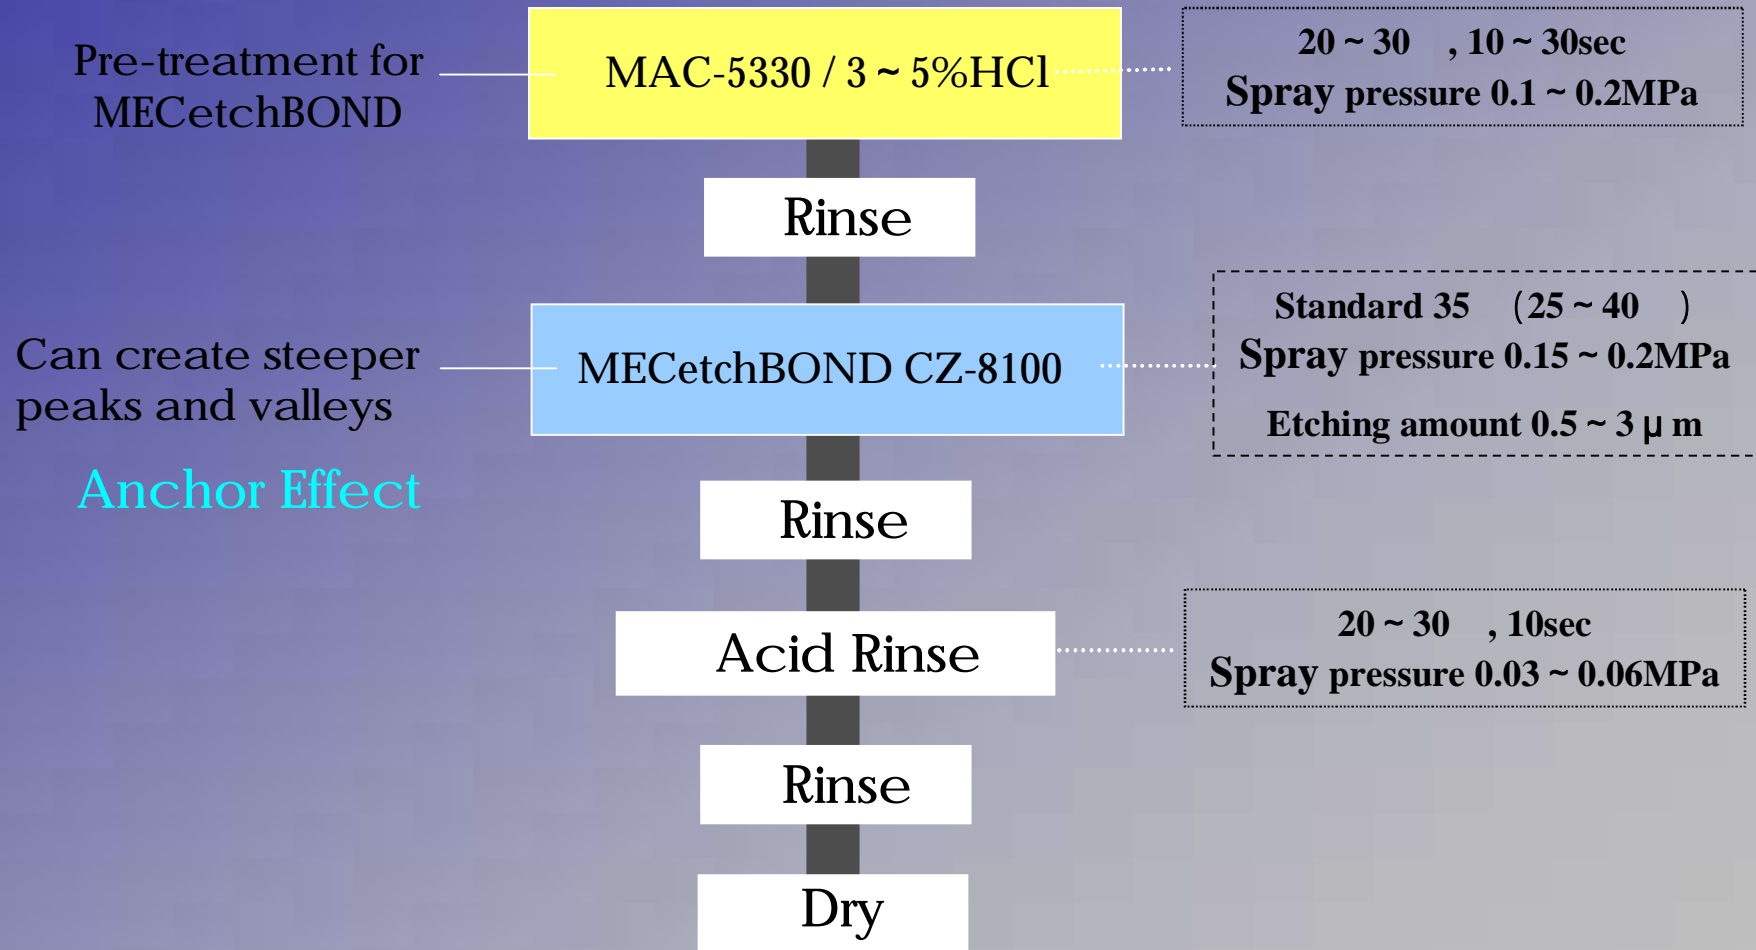 Pre-treatment for
MECetchBOND
MAC-5330 / 3 ~ 5%HCl
20 ~ 30 , 10 ~ 30sec
Spray pressure 0.1 ~ 0.2MPa
Rinse
Can create steeper
peaks and valleys
Anchor Effect
MECetchBOND CZ-8100
Standard 35 (25 ~ 40 )
Spray pressure 0.15 ~ 0.2MPa
Etching amount 0.5 ~ 3 μ m
Rinse
Acid Rinse
20 ~ 30 , 10sec
Spray pressure 0.03 ~ 0.06MPa
Rinse
Dry